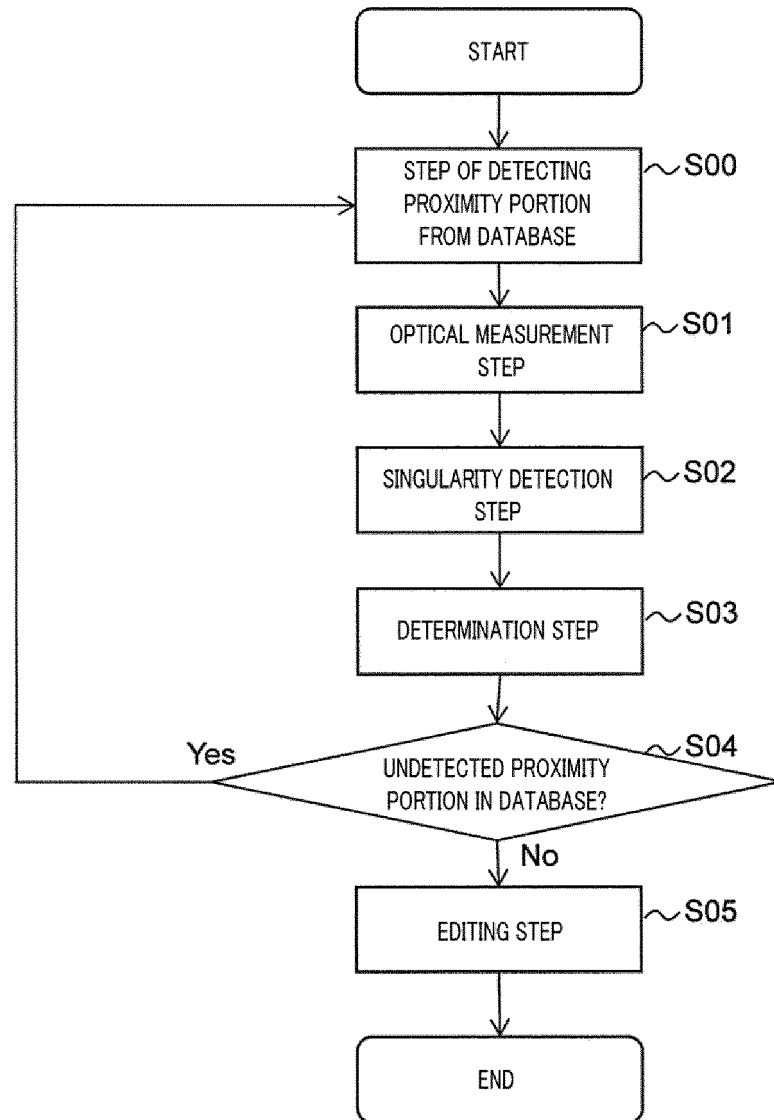 START
STEP OF DETECTING
PROXIMITY PORTION
FROM DATABASE
S00
OPTICAL MEASUREMENT
STEP
S01
SINGULARITY DETECTION
STEP
S02
DETERMINATION STEP
S03
Yes
UNDETECTED PROXIMITY
PORTION IN DATABASE?
S04
No
EDITING STEP
S05
END